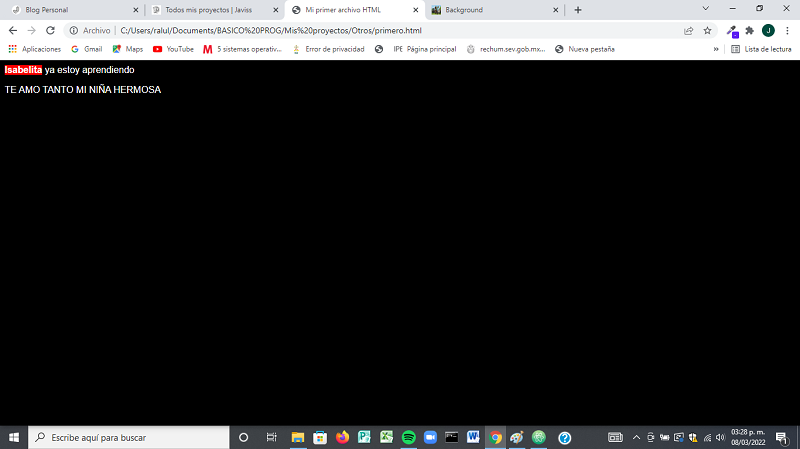 Blog Personal
Todos mis proyectos | Javiss
Mi primer archivo HTML
Background
Archivo
C:/Users/ralul/Documents/BASICO%20PROG/Mis%20proyectos/Otros/primero.html
J
Aplicaciones
Gmail
Maps
YouTube
5 sistemas operativ...
Error de privacidad
IPE Página principal
rechum.sev.gob.mx...
Nueva pestaña
»
Lista de lectura
Isabelita ya estoy aprendiendo
TE AMO TANTO MI NIÑA HERMOSA
Escribe aquí para buscar
03:28 p. m.
08/03/2022